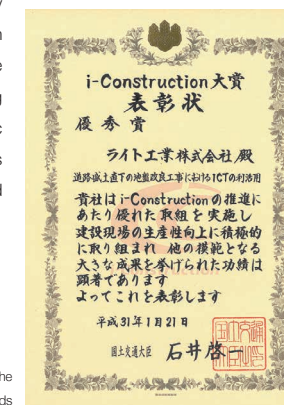 i-Construction大賞
表彰状
優秀賞
ライト工業株式会社 殿
道路盛土直下の地盤改良工事におけるICTの利活用
貴社はi-Constructionの推進に
あたり優れた取組を実施し
建設現場の生産性向上に積極的
に取り組まれ 他の模範となる
大きな成果を挙げられた功績は
顕著であります
よってこれを表彰します
平成31年1月21日
国土交通大臣 石井啓一
he
ds